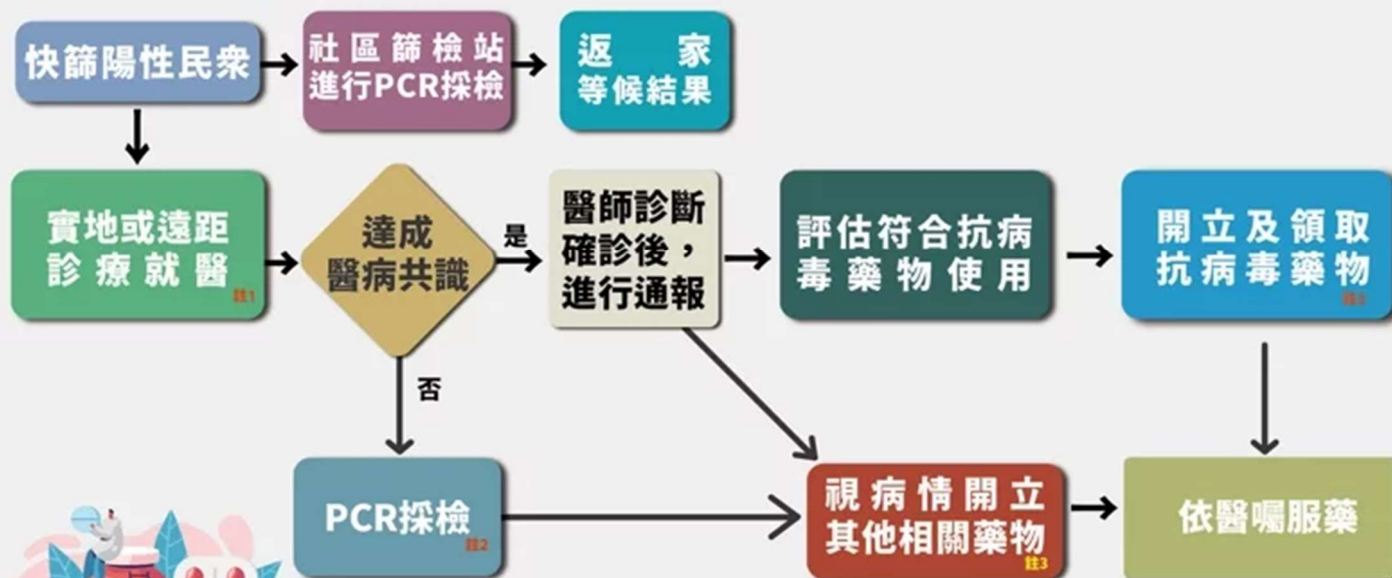 快篩陽性民眾
社區篩檢站
進行PCR採檢
返家
等候結果
實地或遠距
診療就醫
註1
達成
醫病共識
是
否
醫師診斷
確診後，
進行通報
評估符合抗病
毒藥物使用
開立及領取
抗病毒藥物
註3
PCR採檢
註2
視病情開立
其他相關藥物
註3
依醫囑服藥